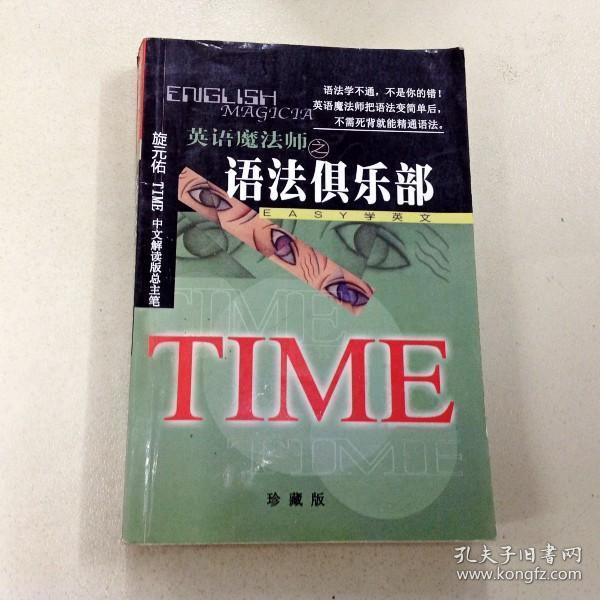 ENGLISH
MAGICIA
语法学不通，不是你的错！
英语魔法师把语法变简单后，
不需死背就能精通语法。
英语魔法师之
语法俱乐部
EASY学英文
旋元佑 TIME 中文解读版总主笔
TIME
TIME
TIME
珍藏版
孔夫子旧书网
www.kongfz.com